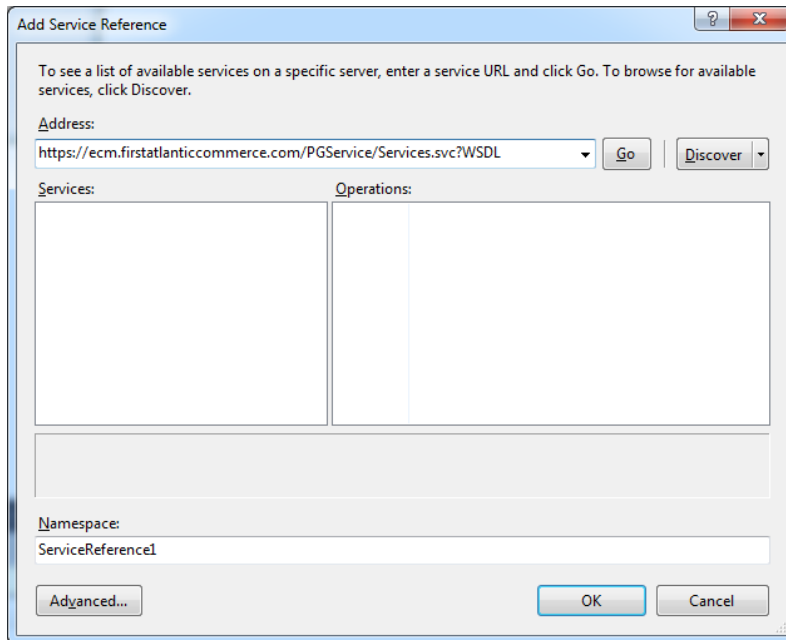 Add Service Reference
To see a list of available services on a specific server, enter a service URL and click Go. To browse for available
services, click Discover.
Address:
https://ecm.firstatlanticcommerce.com/PGService/Services.svc?WSDL
Go
Discover
Services:
Operations:
Namespace:
ServiceReference1
Advanced...
OK
Cancel